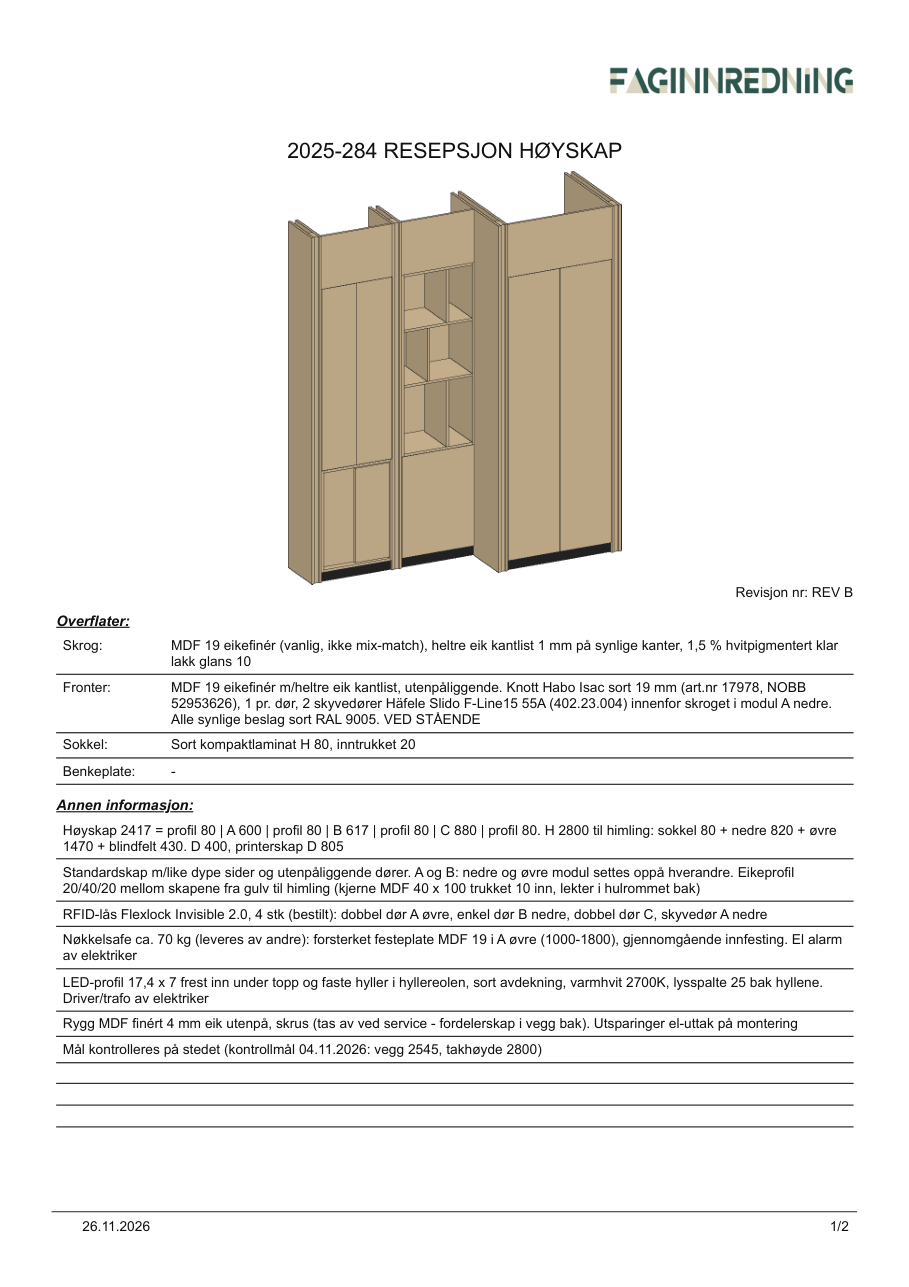 FAGINNREDNiNG
2025-284 RESEPSJON HØYSKAP
Revisjon nr: REV B
Overflater:
Skrog: MDF 19 eikefinér (vanlig, ikke mix-match), heltre eik kantlist 1 mm på synlige kanter, 1,5 % hvitpigmentert klar
lakk glans 10
Fronter: MDF 19 eikefinér m/heltre eik kantlist, utenpåliggende. Knott Habo Isac sort 19 mm (art.nr 17978, NOBB
52953626), 1 pr. dør, 2 skyvedører Häfele Slido F-Line15 55A (402.23.004) innenfor skroget i modul A nedre.
Alle synlige beslag sort RAL 9005. VED STÅENDE
Sokkel: Sort kompaktlaminat H 80, inntrukket 20
Benkeplate: -
Annen informasjon:
Høyskap 2417 = profil 80 | A 600 | profil 80 | B 617 | profil 80 | C 880 | profil 80. H 2800 til himling: sokkel 80 + nedre 820 + øvre
1470 + blindfelt 430. D 400, printerskap D 805
Standardskap m/like dype sider og utenpåliggende dører. A og B: nedre og øvre modul settes oppå hverandre. Eikeprofil
20/40/20 mellom skapene fra gulv til himling (kjerne MDF 40 x 100 trukket 10 inn, lekter i hulrommet bak)
RFID-lås Flexlock Invisible 2.0, 4 stk (bestilt): dobbel dør A øvre, enkel dør B nedre, dobbel dør C, skyvedør A nedre
Nøkkelsafe ca. 70 kg (leveres av andre): forsterket festeplate MDF 19 i A øvre (1000-1800), gjennomgående innfesting. El alarm
av elektriker
LED-profil 17,4 x 7 frest inn under topp og faste hyller i hyllereolen, sort avdekning, varmhvit 2700K, lysspalte 25 bak hyllene.
Driver/trafo av elektriker
Rygg MDF finért 4 mm eik utenpå, skrus (tas av ved service - fordelerskap i vegg bak). Utsparinger el-uttak på montering
Mål kontrolleres på stedet (kontrollmål 04.11.2026: vegg 2545, takhøyde 2800)
26.11.2026 1/2